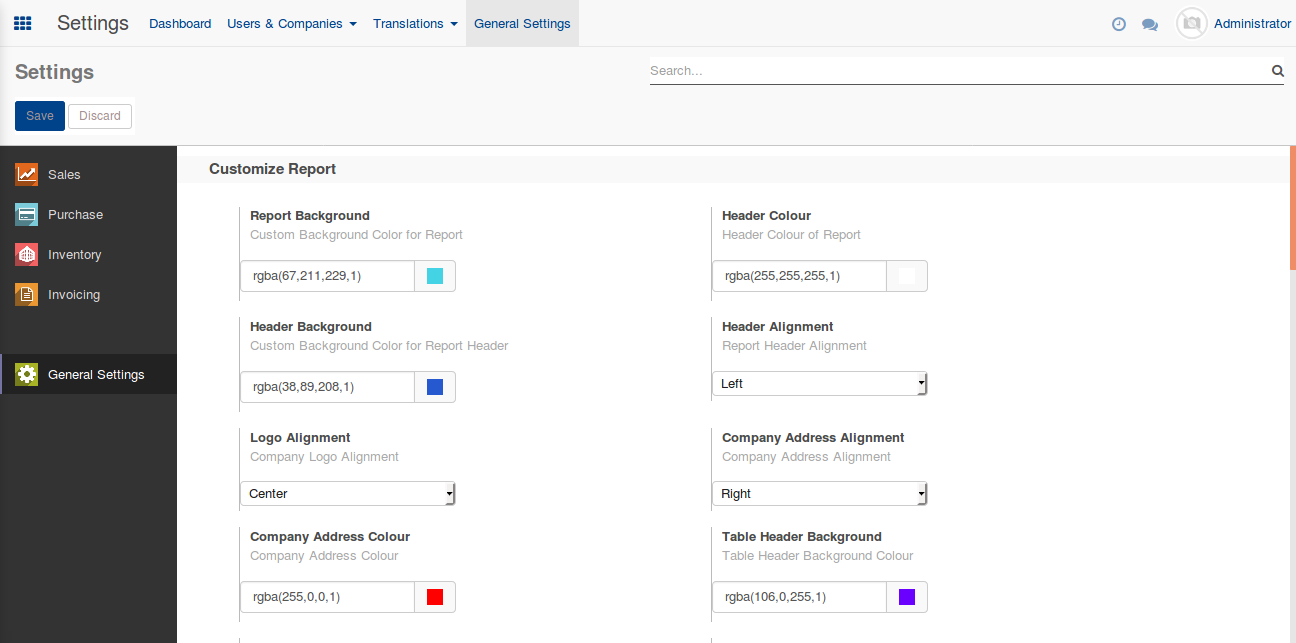 Settings Dashboard Users & Companies Translations General Settings Administrator
Settings
Search...
Save Discard
Sales
Purchase
Inventory
Invoicing
General Settings
Customize Report
Report Background
Custom Background Color for Report
rgba(67,211,229,1)
Header Colour
Header Colour of Report
rgba(255,255,255,1)
Header Background
Custom Background Color for Report Header
rgba(38,89,208,1)
Header Alignment
Report Header Alignment
Left
Logo Alignment
Company Logo Alignment
Center
Company Address Alignment
Company Address Alignment
Right
Company Address Colour
Company Address Colour
rgba(255,0,0,1)
Table Header Background
Table Header Background Colour
rgba(106,0,255,1)